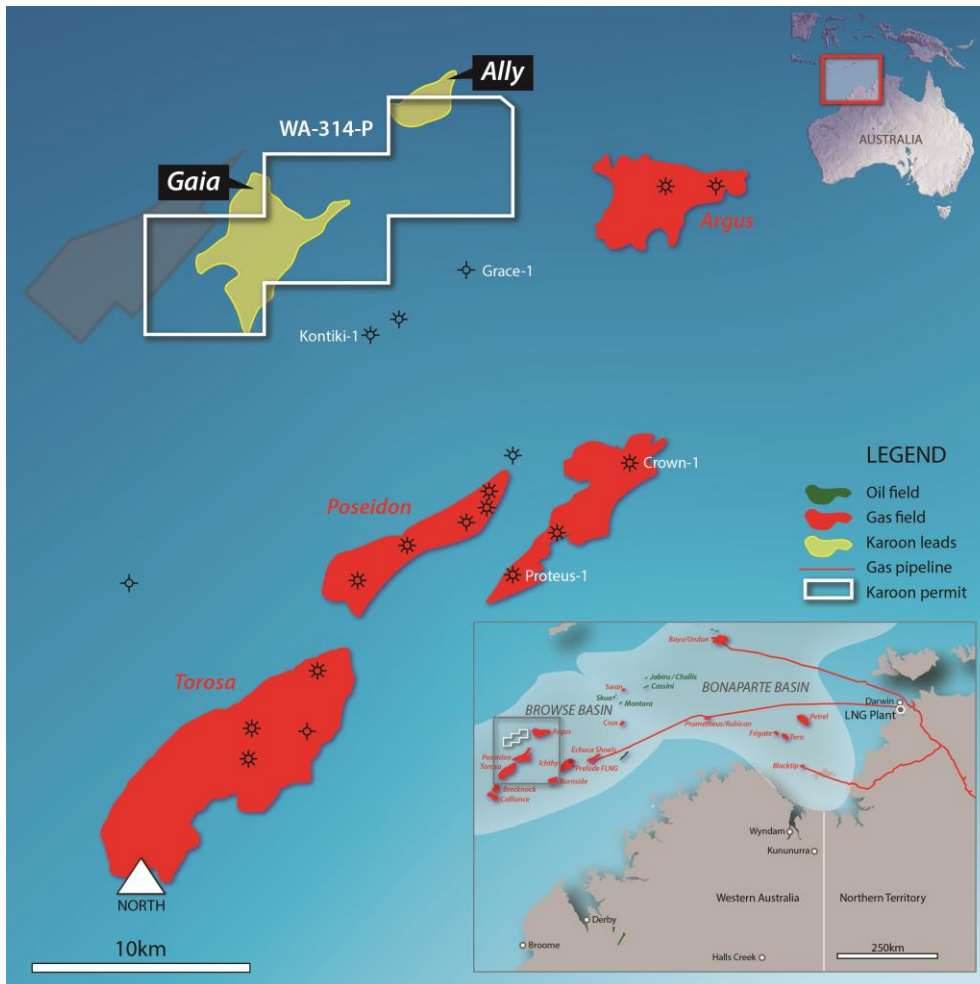 Ally
WA-314-P
Gaia
AUSTRALIA
Argus
Grace-1
Kontiki-1
LEGEND
Oil field
Gas field
Karoon leads
Gas pipeline
Karoon permit
Crown-1
Poseidon
Proteus-1
Torosa
NORTH
10km
Bayu/Undan
Jabiru / Challis
Cassini
Swan
Skua
Montara
BONAPARTE BASIN
BROWSE BASIN
Darwin
LNG Plant
Crux
Prometheus/Rubicon
Petrel
Frigate
Tern
Argus
Echuca Shoals
Poseidon
Torosa
Ichthys
Prelude FLNG
Blacktip
Burnside
Brecknock
Calliance
Wyndam
Kununurra
Western Australia
Northern Territory
Derby
Broome
Halls Creek
250km